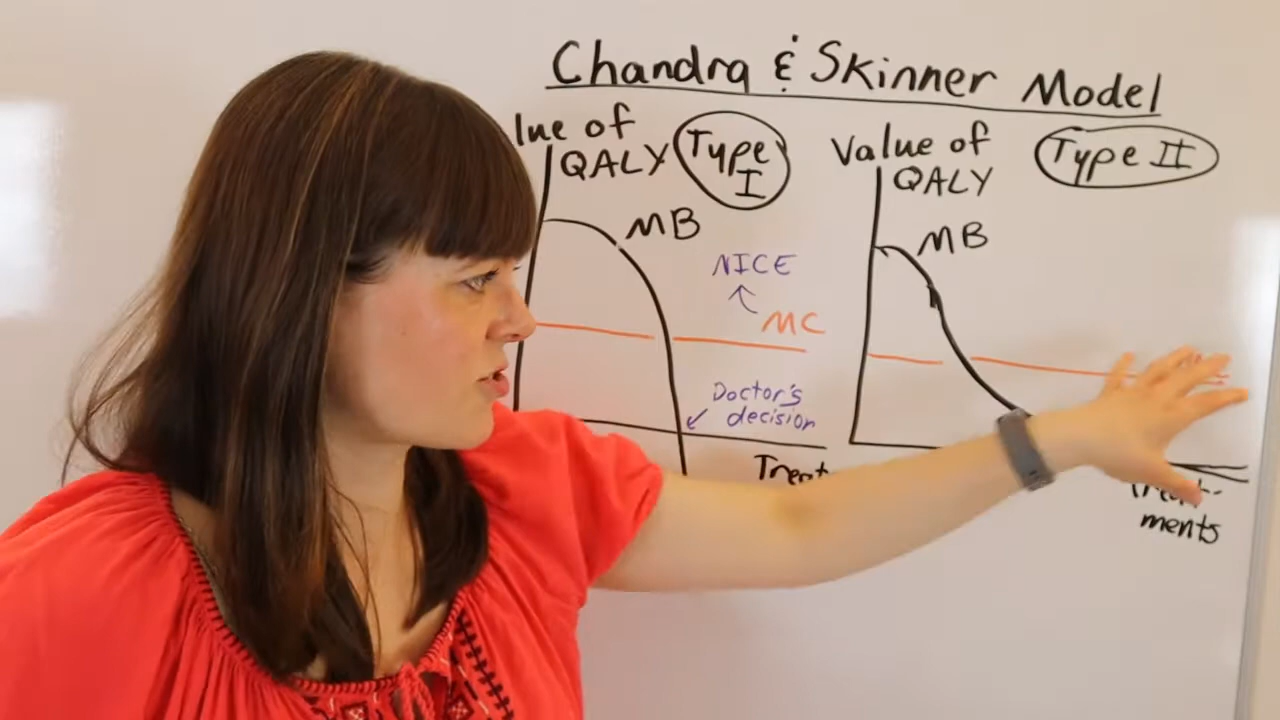 Chandra & Skinner Model
lue of
QALY
Type
I
MB
NICE
MC
Doctor's
decision
Treat
Value of
QALY
Type II
MB
ments